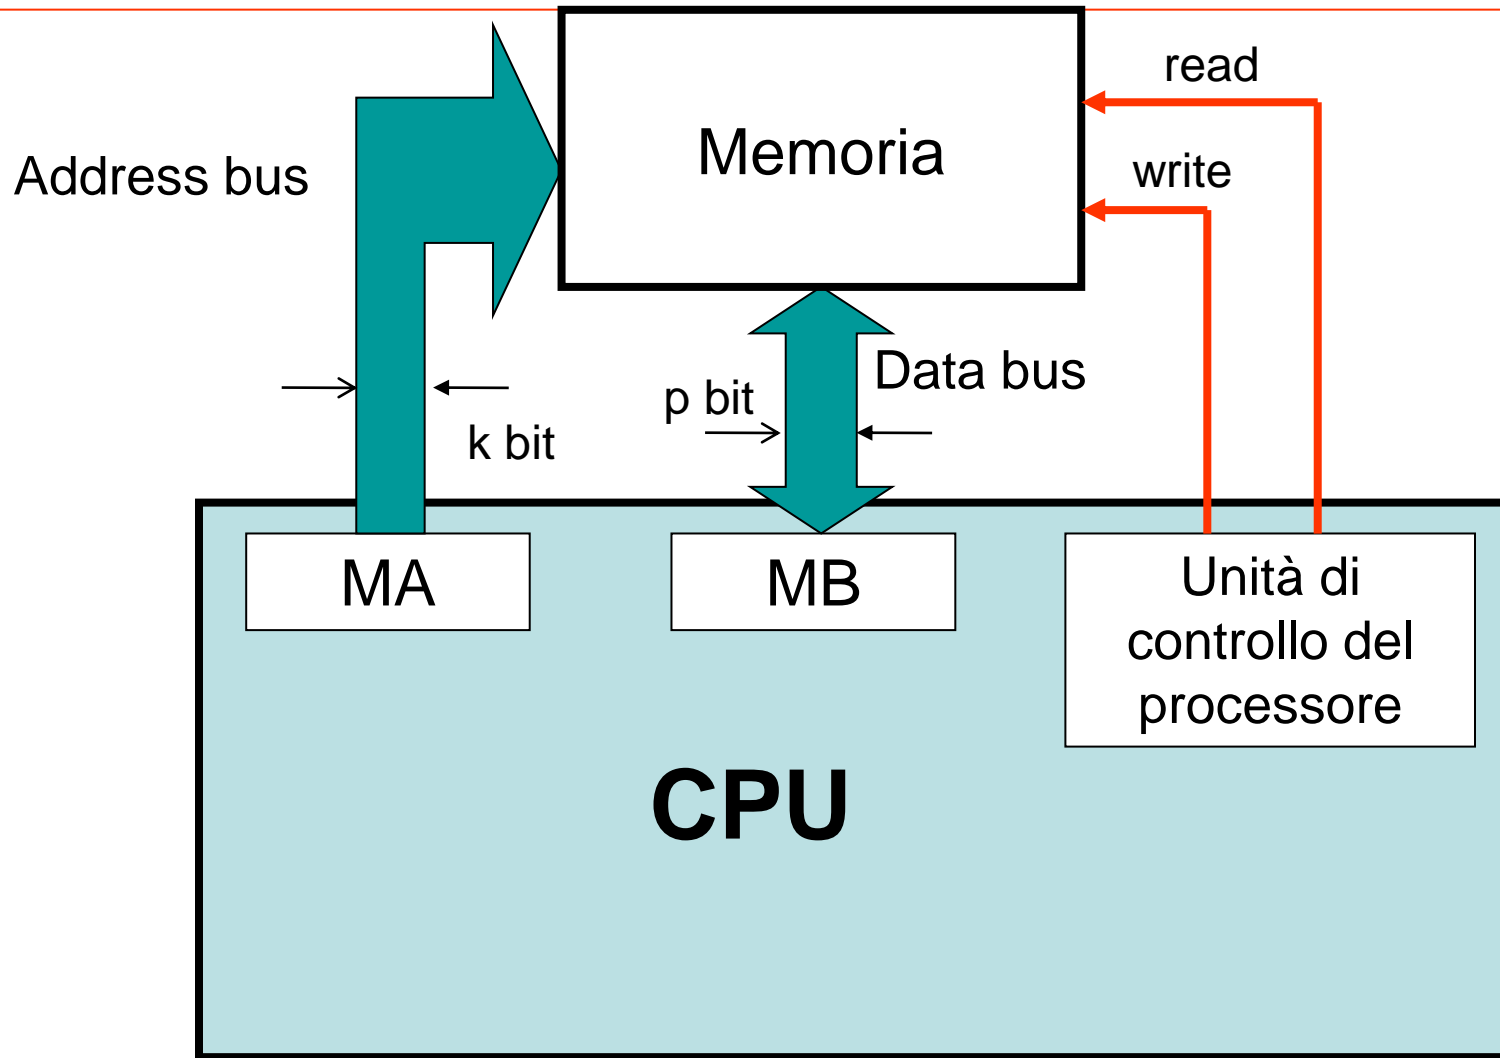 read
Memoria
write
Address bus
Data bus
p bit
k bit
MA
MB
Unità di
controllo del
processore
CPU